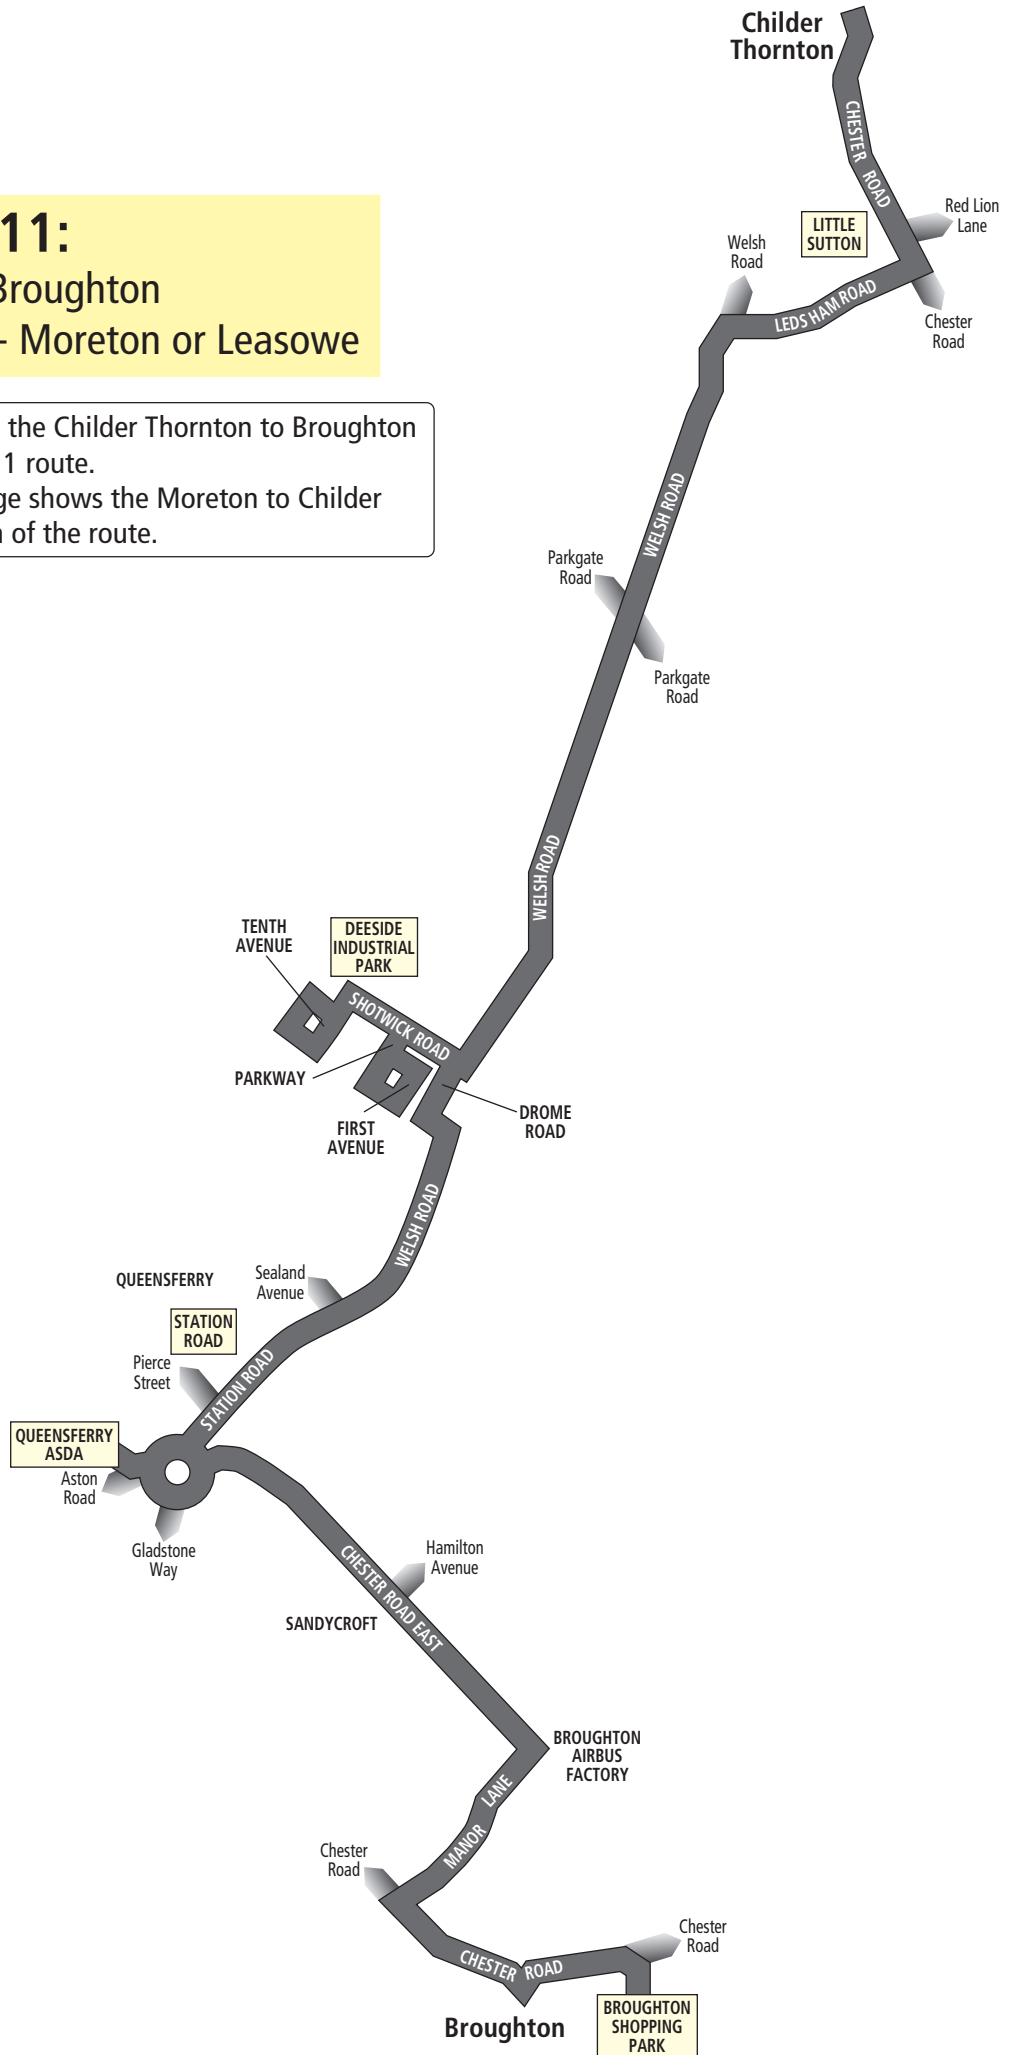 Childer
Thornton
CHESTER ROAD
Red Lion
Lane
LITTLE
SUTTON
11:
Broughton
- Moreton or Leasowe
Welsh
Road
LEDSHAM ROAD
Chester
Road
the Childer Thornton to Broughton
1 route.
ge shows the Moreton to Childer
n of the route.
WELSH ROAD
Parkgate
Road
Parkgate
Road
WELSH ROAD
TENTH
AVENUE
DEESIDE
INDUSTRIAL
PARK
SHOTWICK ROAD
PARKWAY
FIRST
AVENUE
DROME
ROAD
WELSH ROAD
QUEENSFERRY
Sealand
Avenue
STATION
ROAD
Pierce
Street
STATION ROAD
QUEENSFERRY
ASDA
Aston
Road
Gladstone
Way
Hamilton
Avenue
CHESTER ROAD EAST
SANDYCROFT
BROUGHTON
AIRBUS
FACTORY
MANOR LANE
Chester
Road
Chester
Road
CHESTER ROAD
Broughton
BROUGHTON
SHOPPING
PARK